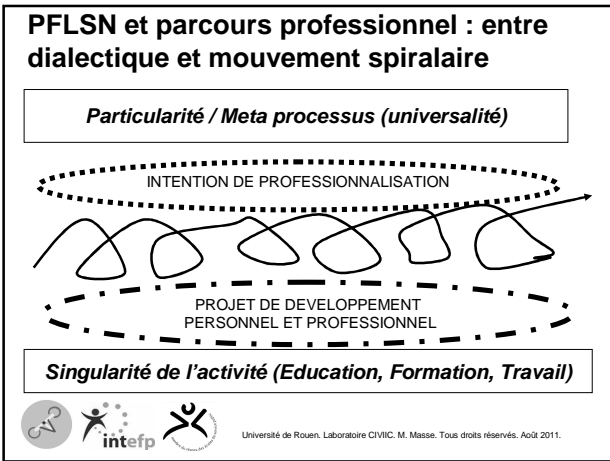 PFLSN et parcours professionnel : entre
dialectique et mouvement spiralaire
Particularité / Meta processus (universalité)
INTENTION DE PROFESSIONNALISATION
PROJET DE DEVELOPPEMENT
PERSONNEL ET PROFESSIONNEL
Singularité de l’activité (Education, Formation, Travail)
intefp
Université de Rouen. Laboratoire CIVIIC. M. Masse. Tous droits réservés. Août 2011.